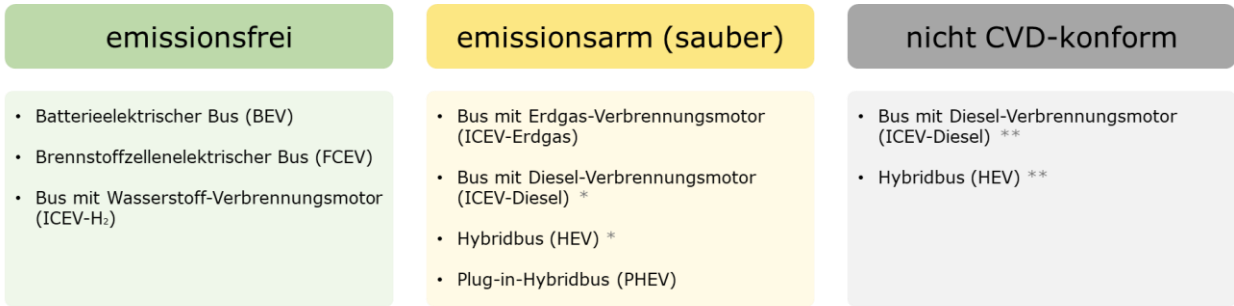 emissionsfrei
• Batterieelektrischer Bus (BEV)
• Brennstoffzellenelektrischer Bus (FCEV)
• Bus mit Wasserstoff-Verbrennungsmotor
(ICEV-H₂)
emissionsarm (sauber)
• Bus mit Erdgas-Verbrennungsmotor
(ICEV-Erdgas)
• Bus mit Diesel-Verbrennungsmotor
(ICEV-Diesel) *
• Hybridbus (HEV) *
• Plug-in-Hybridbus (PHEV)
nicht CVD-konform
• Bus mit Diesel-Verbrennungsmotor
(ICEV-Diesel) **
• Hybridbus (HEV) **